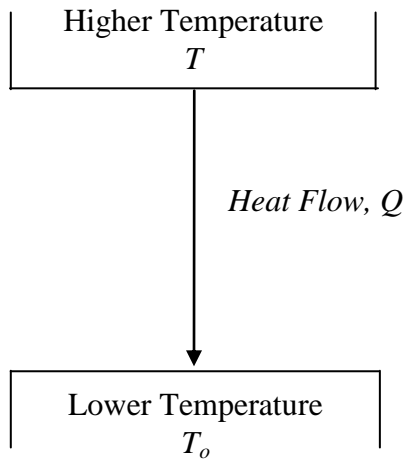 Higher Temperature
T
Heat Flow, Q
Lower Temperature
Tₒ